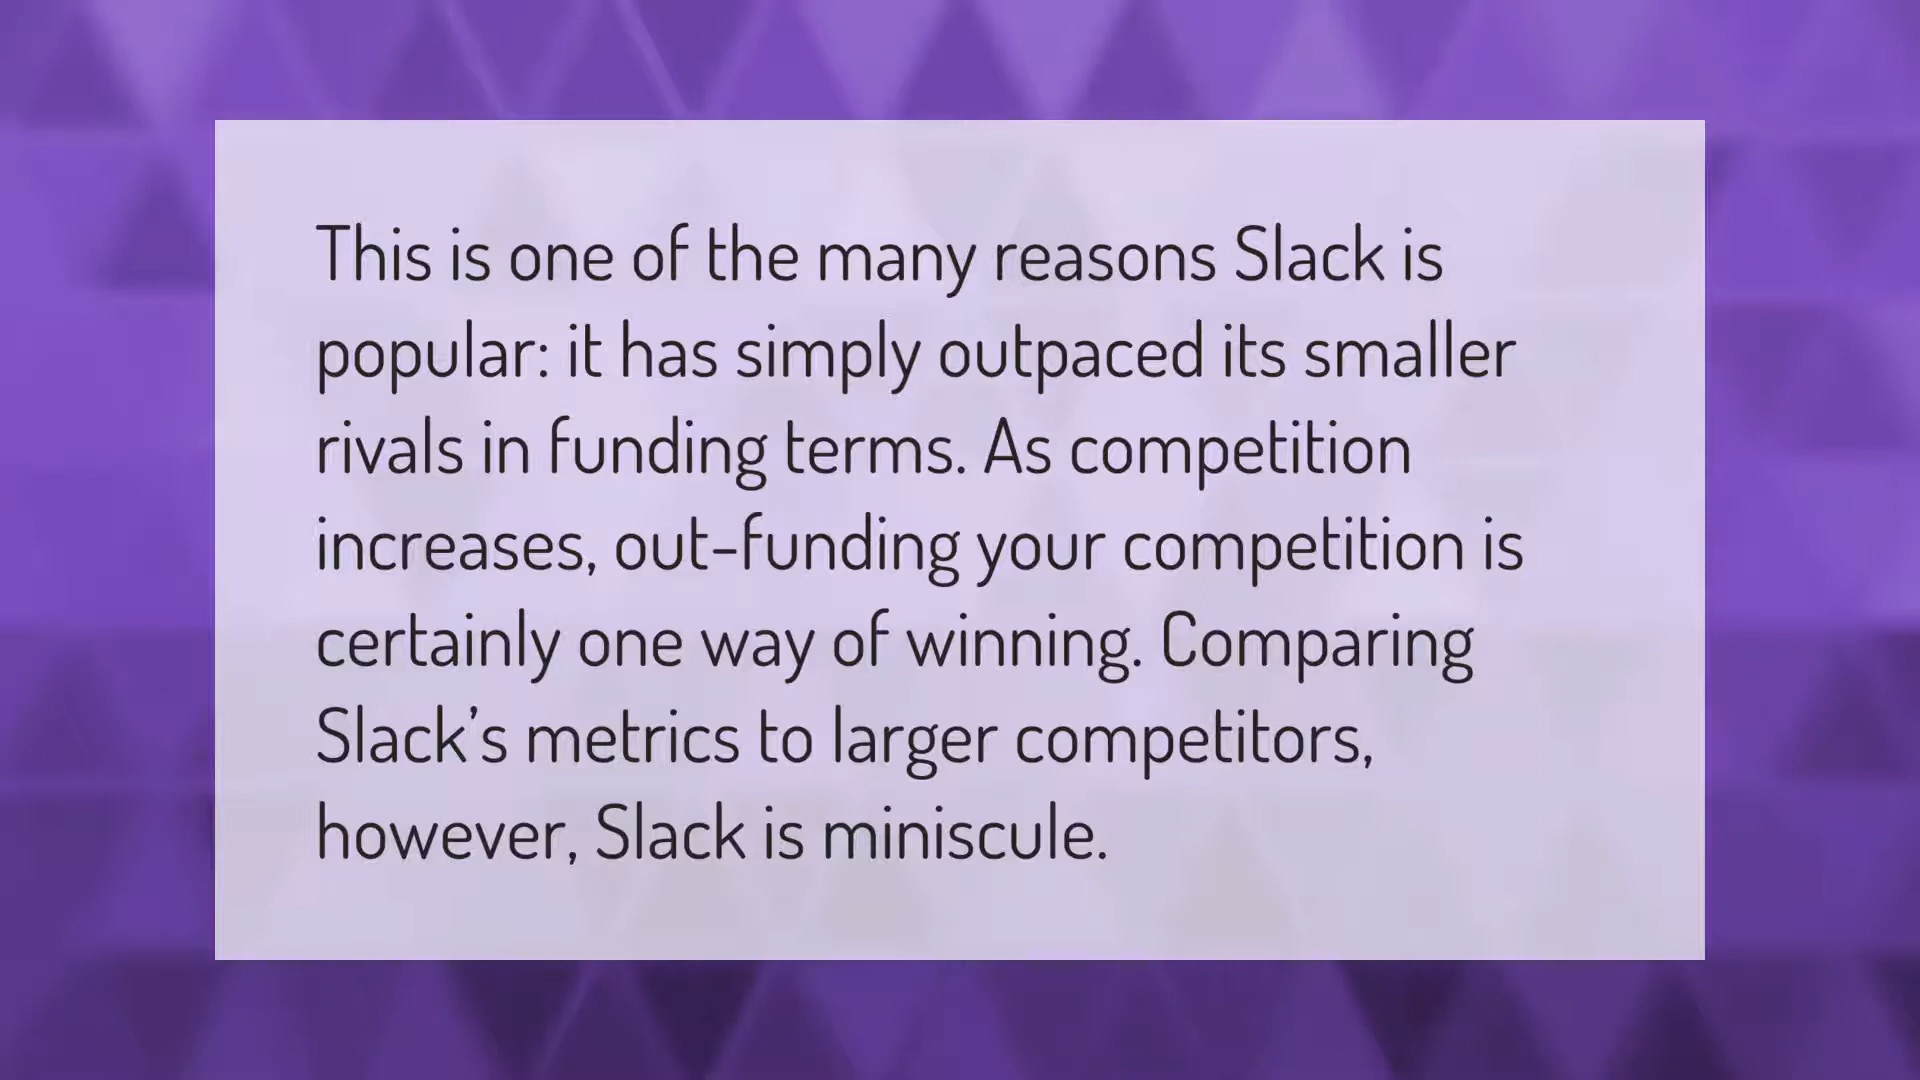 This is one of the many reasons Slack is
popular: it has simply outpaced its smaller
rivals in funding terms. As competition
increases, out-funding your competition is
certainly one way of winning. Comparing
Slack’s metrics to larger competitors,
however, Slack is miniscule.